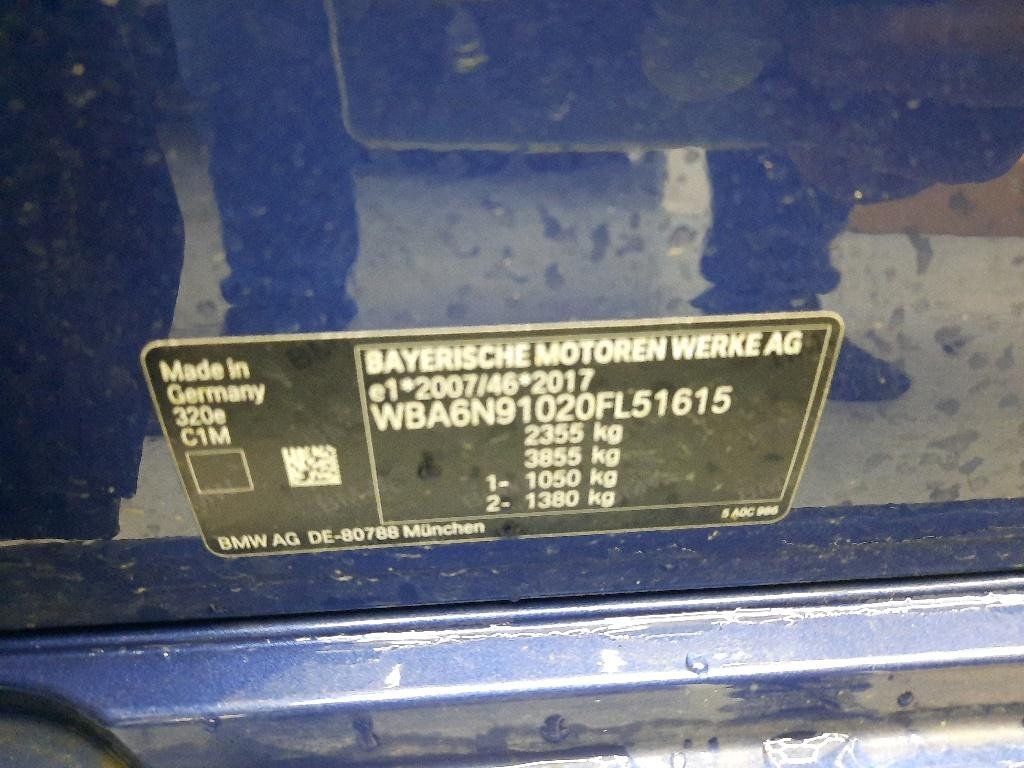 Made in
Germany
320e
C1M
BMW AG DE-80788 München
BAYERISCHE MOTOREN WERKE AG
e1*2007/46*2017
WBA6N91020FL51615
2355 kg
3855 kg
1- 1050 kg
2- 1380 kg